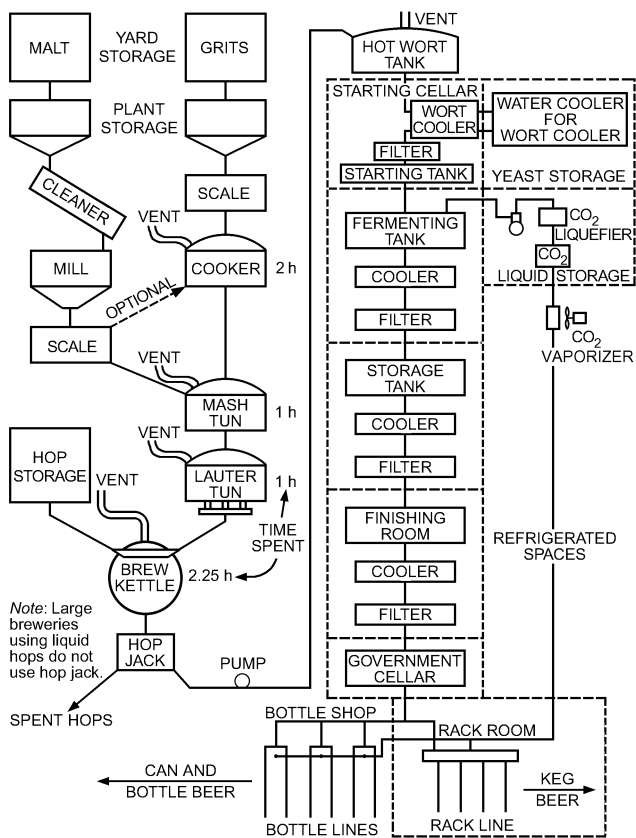 MALT
YARD
STORAGE
GRITS
PLANT
STORAGE
CLEANER
SCALE
VENT
MILL
COOKER
2 h
OPTIONAL
SCALE
VENT
MASH
TUN
1 h
HOP
STORAGE
VENT
VENT
LAUTER
TUN
1 h
TIME
SPENT
BREW
KETTLE
2.25 h
Note: Large
breweries
using liquid
hops do not
use hop jack.
HOP
JACK
PUMP
SPENT HOPS
VENT
HOT WORT
TANK
STARTING CELLAR
WORT
COOLER
WATER COOLER
FOR
WORT COOLER
FILTER
STARTING TANK
YEAST STORAGE
FERMENTING
TANK
CO2
LIQUEFIER
CO2
LIQUID STORAGE
COOLER
FILTER
CO2
VAPORIZER
STORAGE
TANK
COOLER
FILTER
FINISHING
ROOM
REFRIGERATED
SPACES
COOLER
FILTER
GOVERNMENT
CELLAR
BOTTLE SHOP
RACK ROOM
CAN AND
BOTTLE BEER
KEG
BEER
BOTTLE LINES
RACK LINE